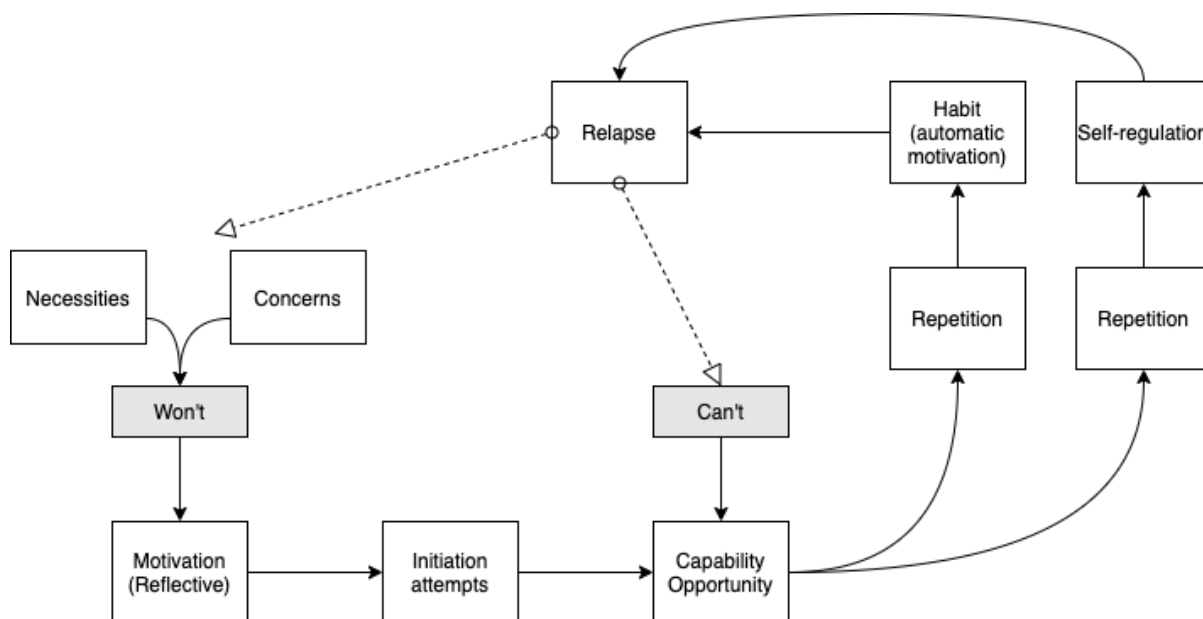 Relapse
Habit
(automatic
motivation)
Self-regulation
Necessities
Concerns
Repetition
Repetition
Won't
Can't
Motivation
(Reflective)
Initiation
attempts
Capability
Opportunity